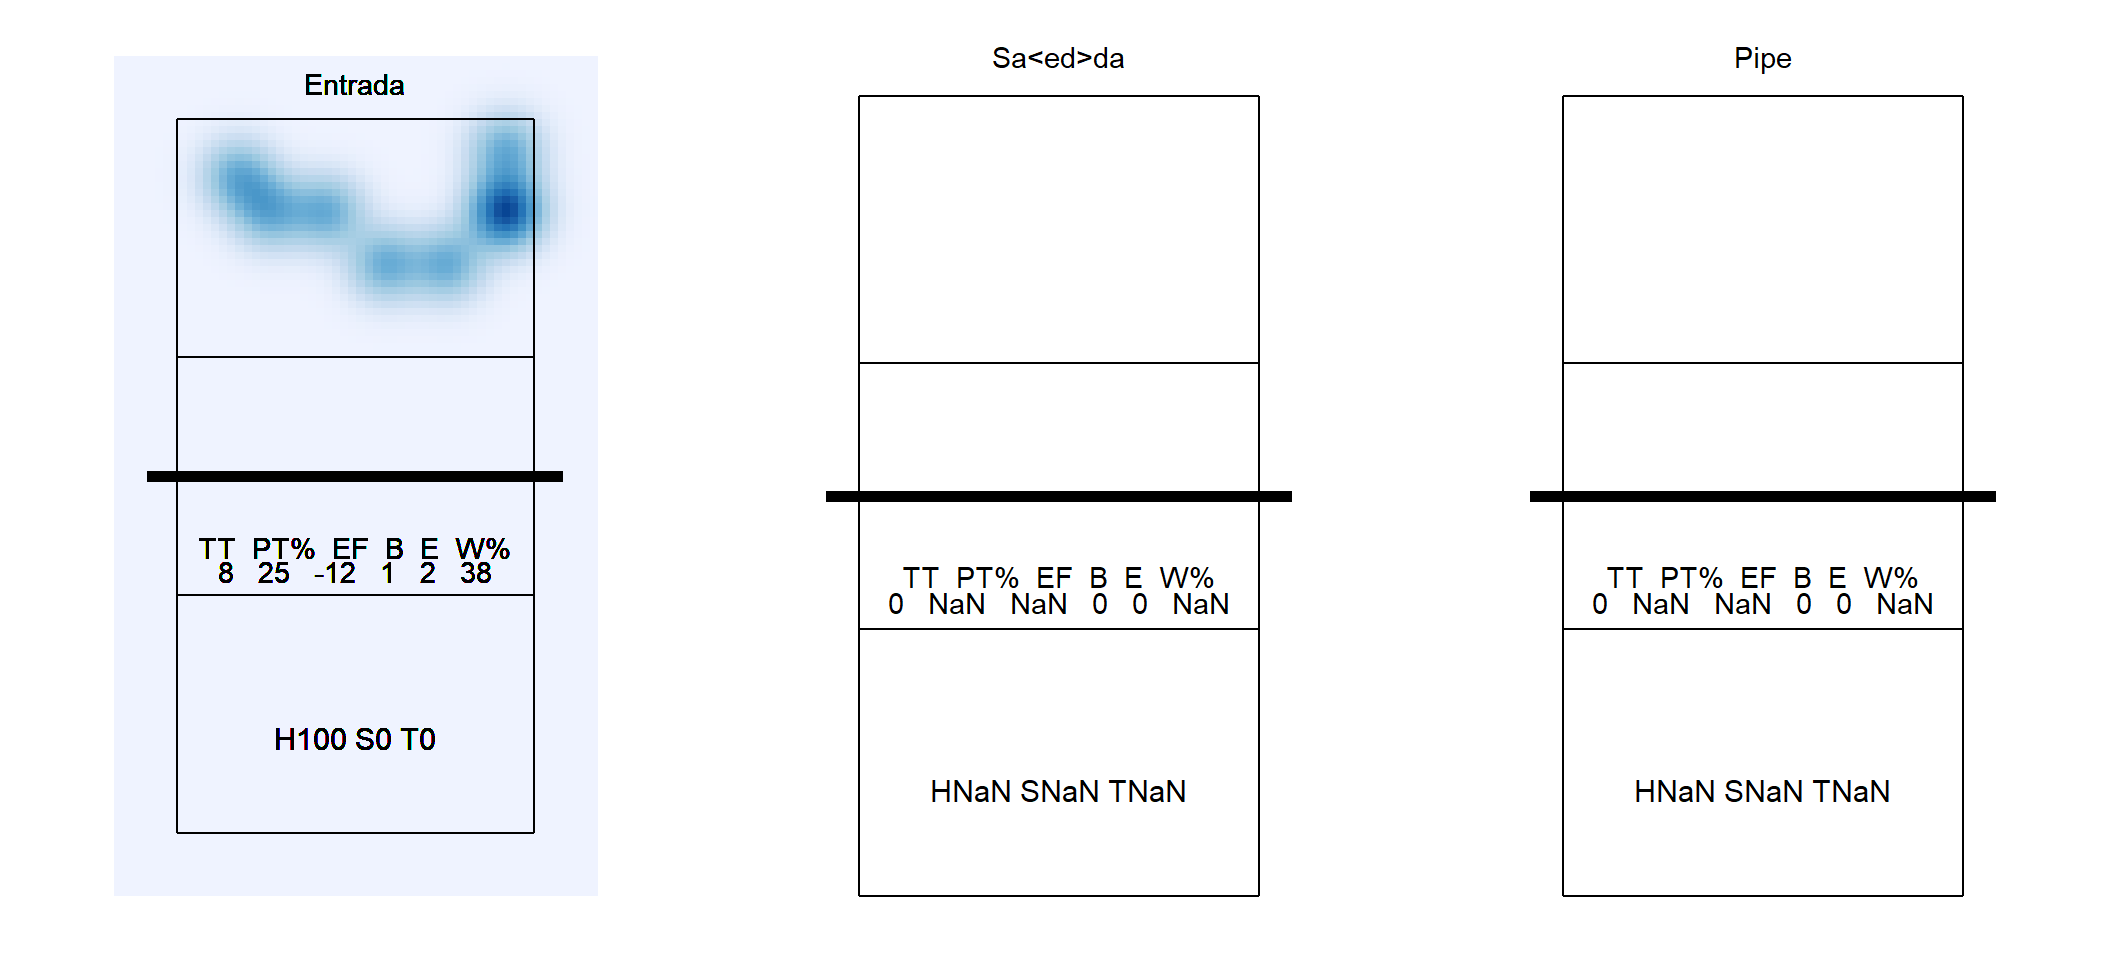 Entrada
TT PT% EF B E W%
8 25 -12 1 2 38
H100 S0 T0
Sa<ed>da
TT PT% EF B E W%
0 NaN NaN 0 0 NaN
HNaN SNaN TNaN
Pipe
TT PT% EF B E W%
0 NaN NaN 0 0 NaN
HNaN SNaN TNaN